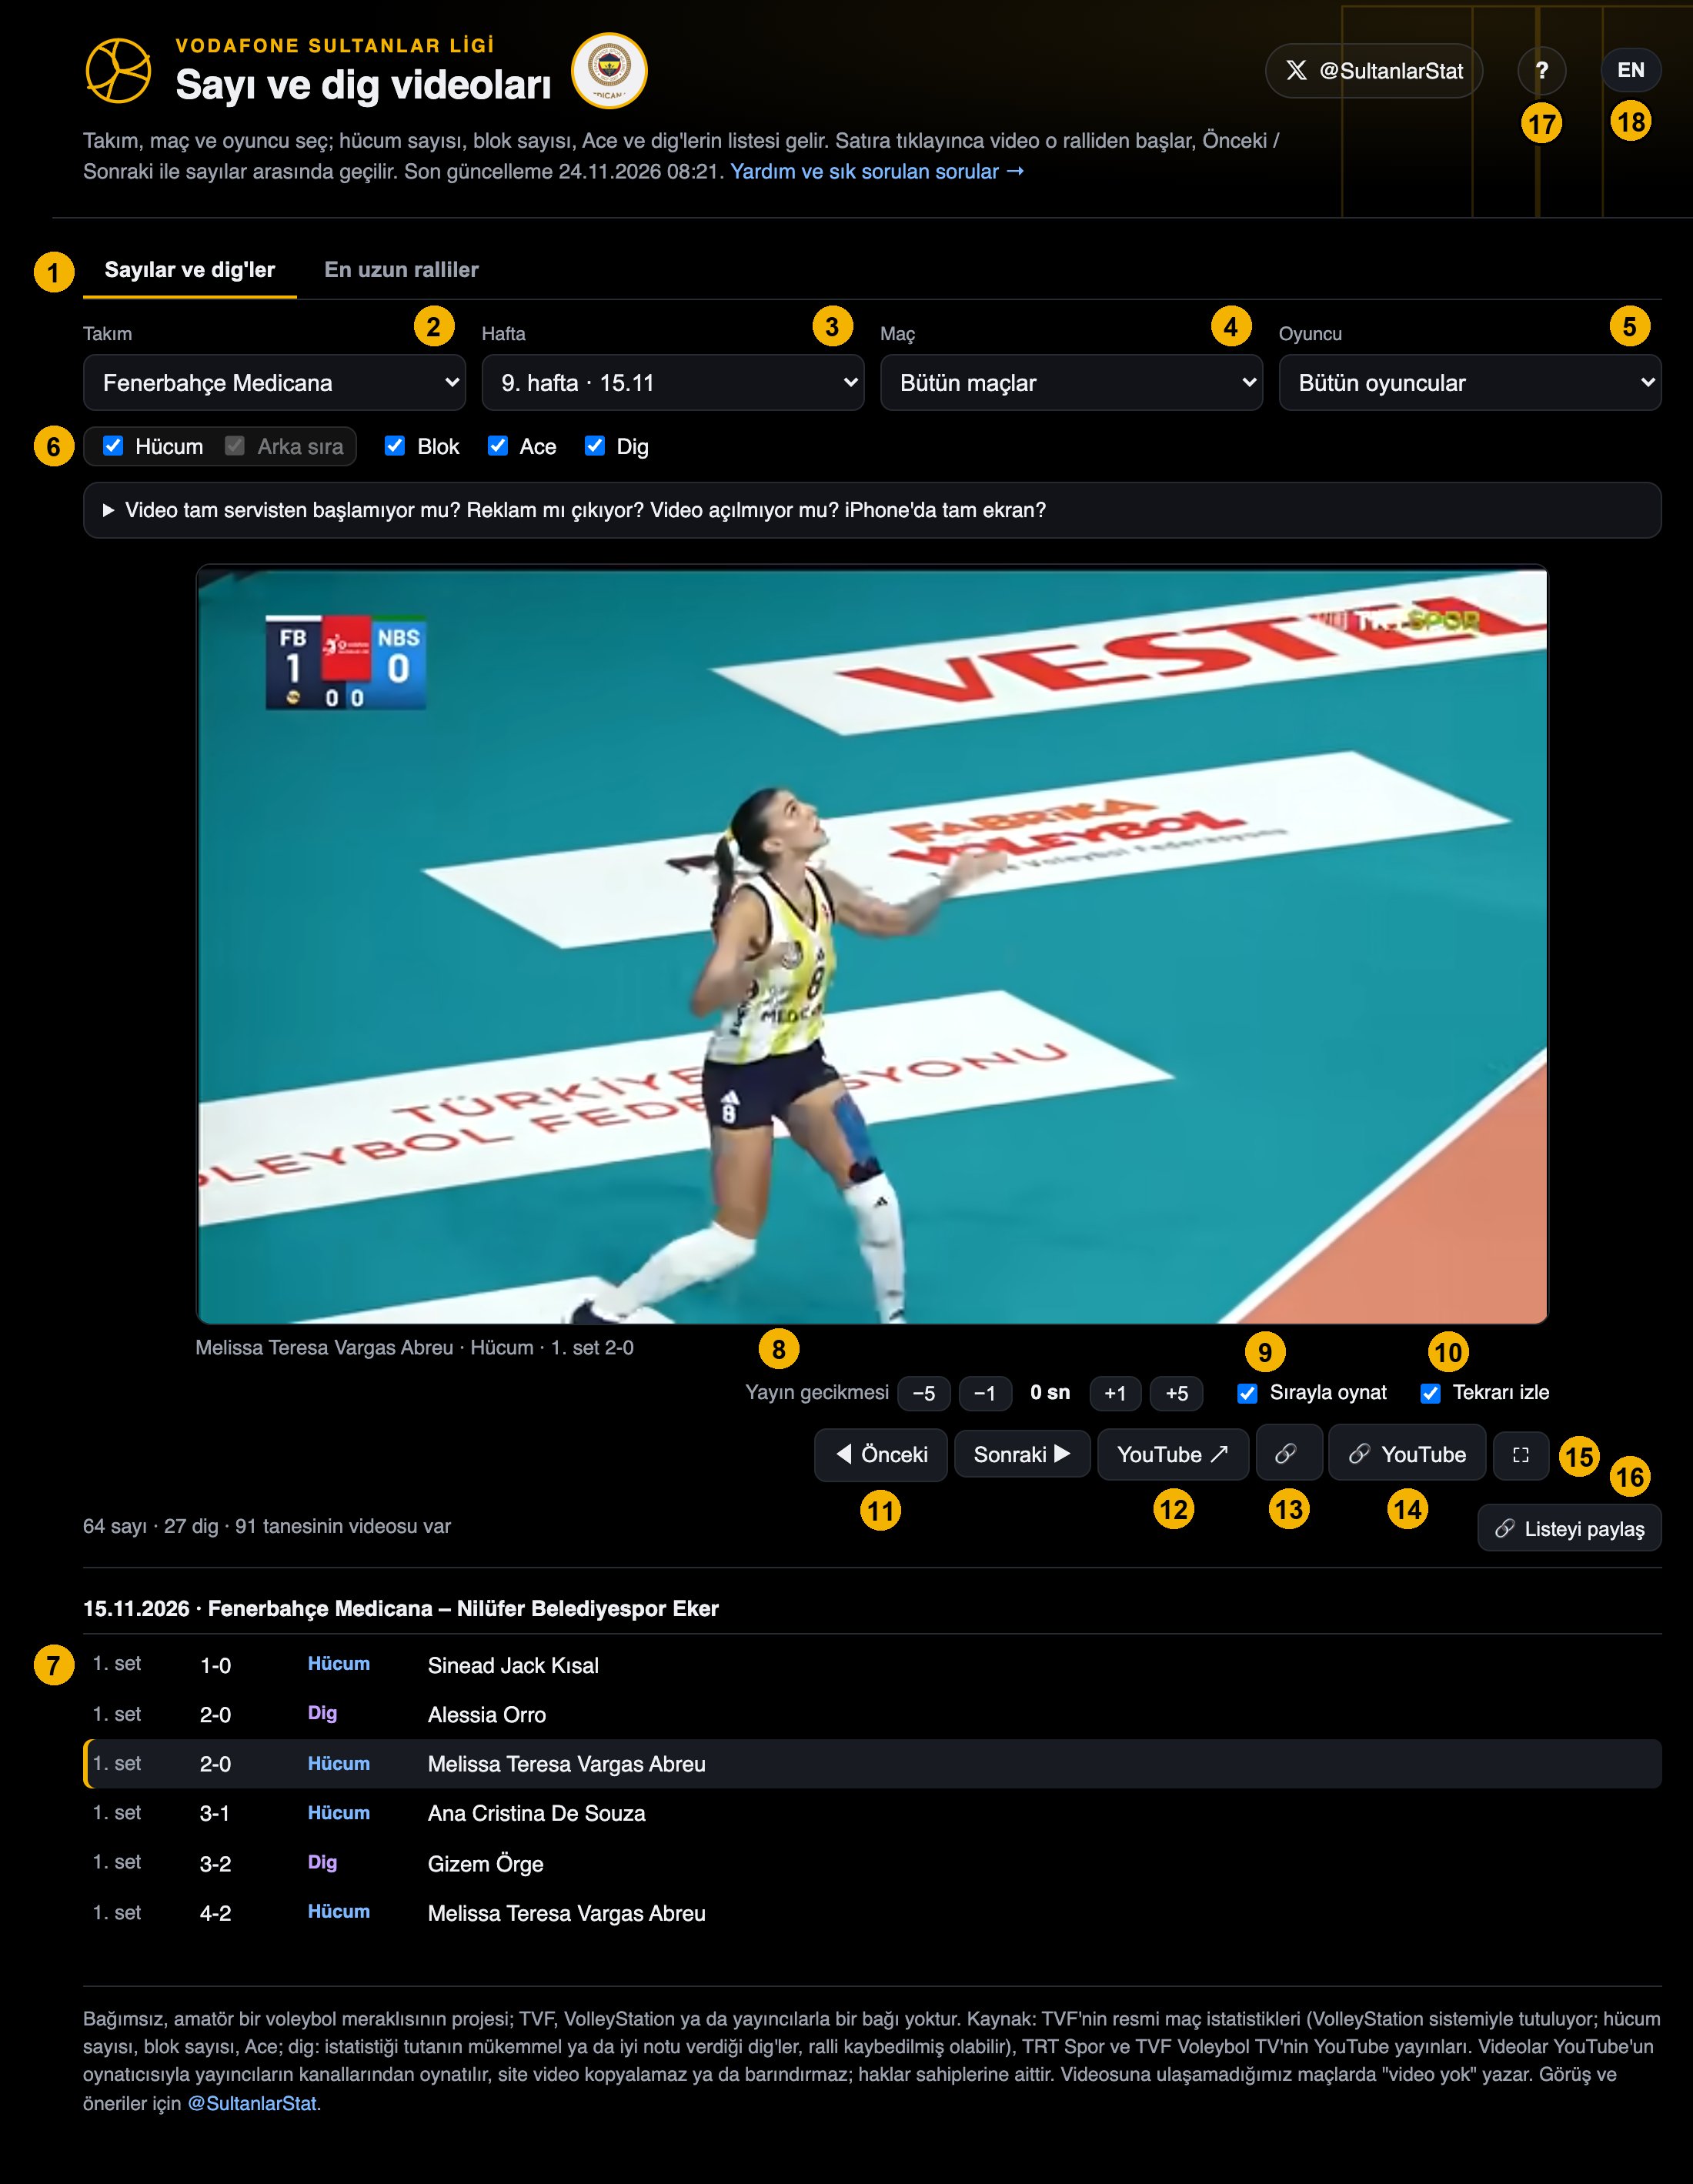 VODAFONE SULTANLAR LİGİ
Sayı ve dig videoları
@SultanlarStat
?
EN
17
18
Takım, maç ve oyuncu seç; hücum sayısı, blok sayısı, Ace ve dig'lerin listesi gelir. Satıra tıklayınca video o ralliden başlar, Önceki /
Sonraki ile sayılar arasında geçilir. Son güncelleme 24.11.2026 08:21. Yardım ve sık sorulan sorular →
1
Sayılar ve dig'ler
En uzun ralliler
Takım
2
Hafta
3
Maç
4
Oyuncu
5
Fenerbahçe Medicana
9. hafta · 15.11
Bütün maçlar
Bütün oyuncular
6
Hücum
Arka sıra
Blok
Ace
Dig
▶ Video tam servisten başlamıyor mu? Reklam mı çıkıyor? Video açılmıyor mu? iPhone'da tam ekran?
FB
NBS
1
0
0 0
VESTEL
TRT SPOR
FABRİKA
VOLEYBOL
Voleybol Federasyonu
8
MEDICANA
8
TÜRKİYE
OLEYBOL FEDE
SYONU
Melissa Teresa Vargas Abreu · Hücum · 1. set 2-0
8
9
10
Yayın gecikmesi
−5
−1
0 sn
+1
+5
Sırayla oynat
Tekrarı izle
◀ Önceki
Sonraki ▶
YouTube ↗
YouTube
15
16
11
12
13
14
64 sayı · 27 dig · 91 tanesinin videosu var
Listeyi paylaş
15.11.2026 · Fenerbahçe Medicana – Nilüfer Belediyespor Eker
7
1. set 1-0 Hücum Sinead Jack Kısal
1. set 2-0 Dig Alessia Orro
1. set 2-0 Hücum Melissa Teresa Vargas Abreu
1. set 3-1 Hücum Ana Cristina De Souza
1. set 3-2 Dig Gizem Örge
1. set 4-2 Hücum Melissa Teresa Vargas Abreu
Bağımsız, amatör bir voleybol meraklısının projesi; TVF, VolleyStation ya da yayıncılarla bir bağı yoktur. Kaynak: TVF'nin resmi maç istatistikleri (VolleyStation sistemiyle tutuluyor; hücum
sayısı, blok sayısı, Ace; dig: istatistiği tutanın mükemmel ya da iyi notu verdiği dig'ler, ralli kaybedilmiş olabilir), TRT Spor ve TVF Voleybol TV'nin YouTube yayınları. Videolar YouTube'un
oynatıcısıyla yayıncıların kanallarından oynatılır, site video kopyalamaz ya da barındırmaz; haklar sahiplerine aittir. Videosuna ulaşamadığımız maçlarda "video yok" yazar. Görüş ve
öneriler için @SultanlarStat.